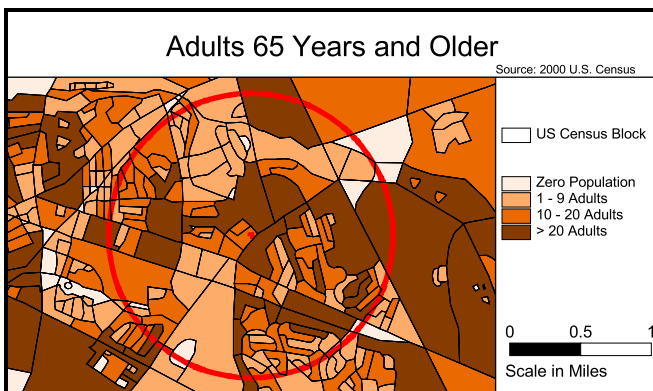 Adults 65 Years and Older
Source: 2000 U.S. Census
US Census Block
Zero Population
1 - 9 Adults
10 - 20 Adults
> 20 Adults
0 0.5 1
Scale in Miles